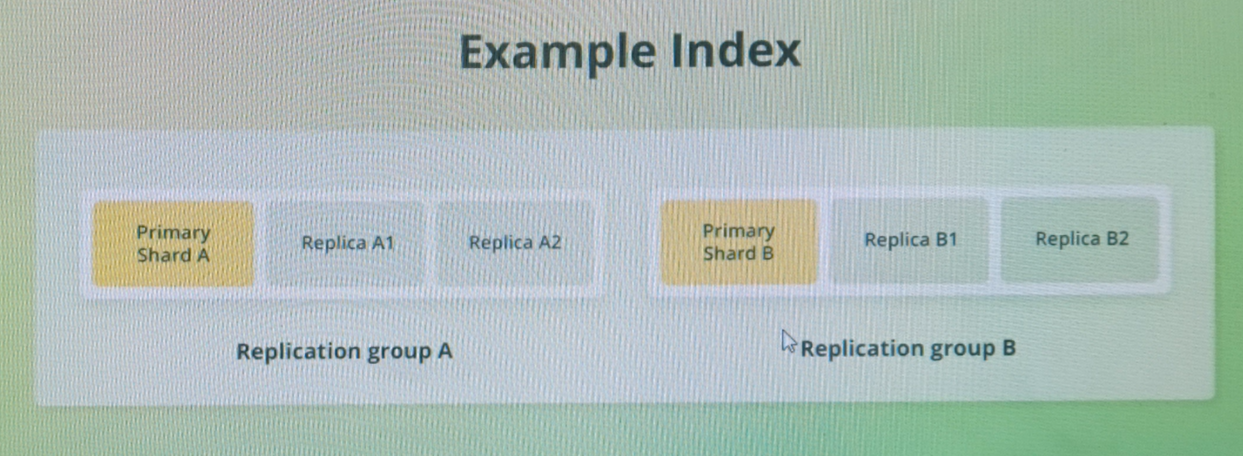 Example Index
Primary
Shard A
Replica A1
Replica A2
Primary
Shard B
Replica B1
Replica B2
Replication group A
Replication group B